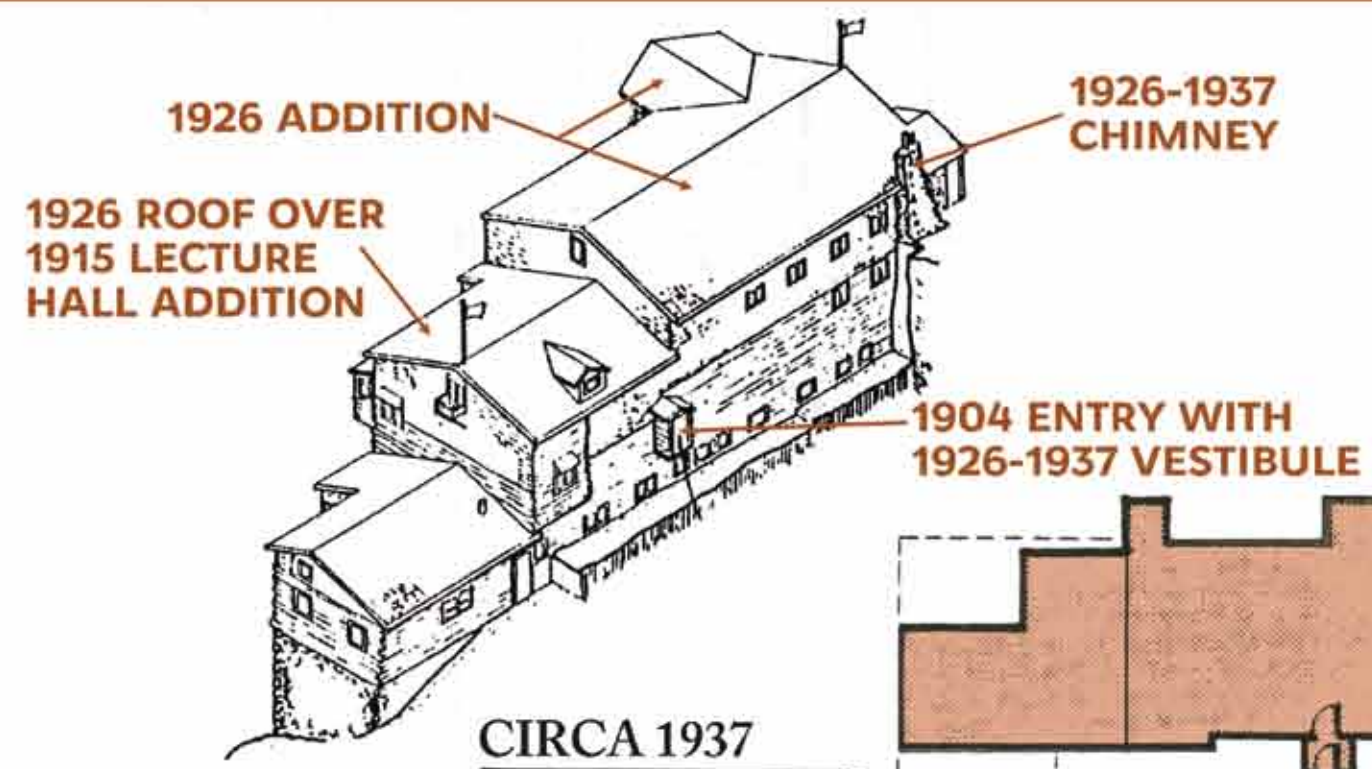 1926 ADDITION
1926-1937
CHIMNEY
1926 ROOF OVER
1915 LECTURE
HALL ADDITION
1904 ENTRY WITH
1926-1937 VESTIBULE
CIRCA 1937